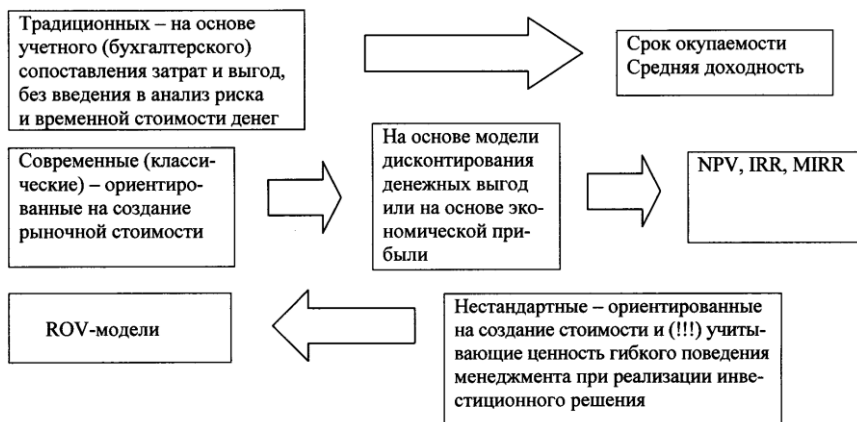 Традиционных – на основе
учетного (бухгалтерского)
сопоставления затрат и выгод,
без введения в анализ риска
и временной стоимости денег
Срок окупаемости
Средняя доходность
Современные (класси-
ческие) – ориентиро-
ванные на создание
рыночной стоимости
На основе модели
дисконтирования
денежных выгод
или на основе эко-
номической при-
были
NPV, IRR, MIRR
ROV-модели
Нестандартные – ориентированные
на создание стоимости и (!!!) учиты-
вающие ценность гибкого поведения
менеджмента при реализации инве-
стиционного решения